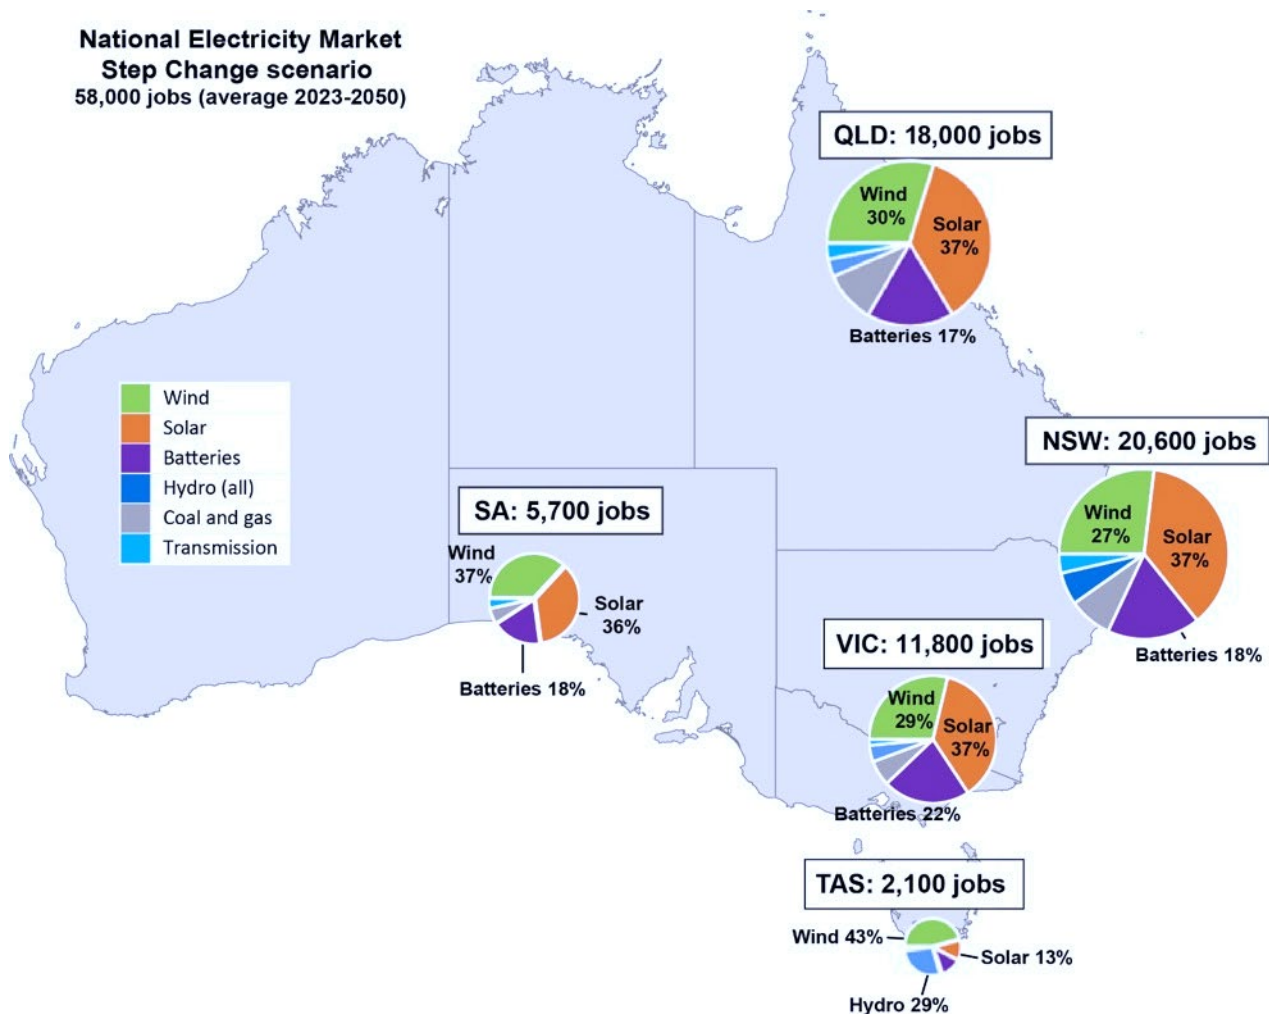 National Electricity Market
Step Change scenario
58,000 jobs (average 2023-2050)
QLD: 18,000 jobs
Wind
30%
Solar
37%
Batteries 17%
Wind
Solar
Batteries
Hydro (all)
Coal and gas
Transmission
NSW: 20,600 jobs
Wind
27%
Solar
37%
Batteries 18%
SA: 5,700 jobs
Wind
37%
Solar
36%
Batteries 18%
VIC: 11,800 jobs
Wind
29%
Solar
37%
Batteries 22%
TAS: 2,100 jobs
Wind 43%
Solar 13%
Hydro 29%